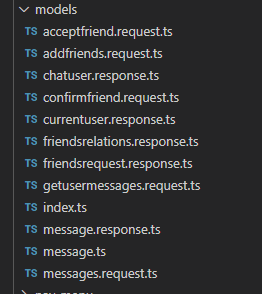 models
TS acceptfriend.request.ts
TS addfriends.request.ts
TS chatuser.response.ts
TS confirmfriend.request.ts
TS currentuser.response.ts
TS friendsrelations.response.ts
TS friendsrequest.response.ts
TS getusermessages.request.ts
TS index.ts
TS message.response.ts
TS message.ts
TS messages.request.ts